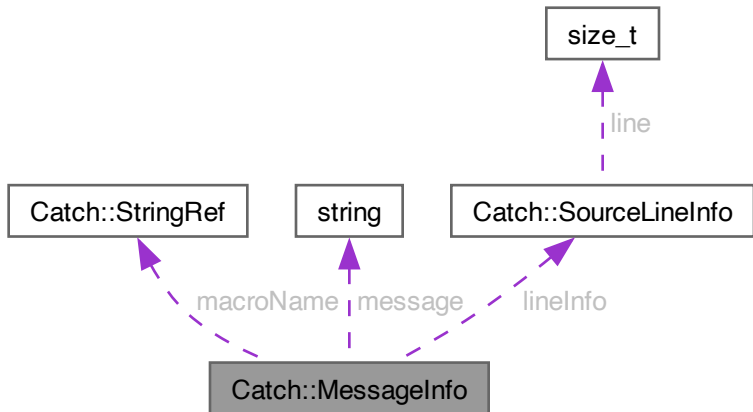 size_t
line
Catch::StringRef
string
Catch::SourceLineInfo
macroName
message
lineInfo
Catch::MessageInfo